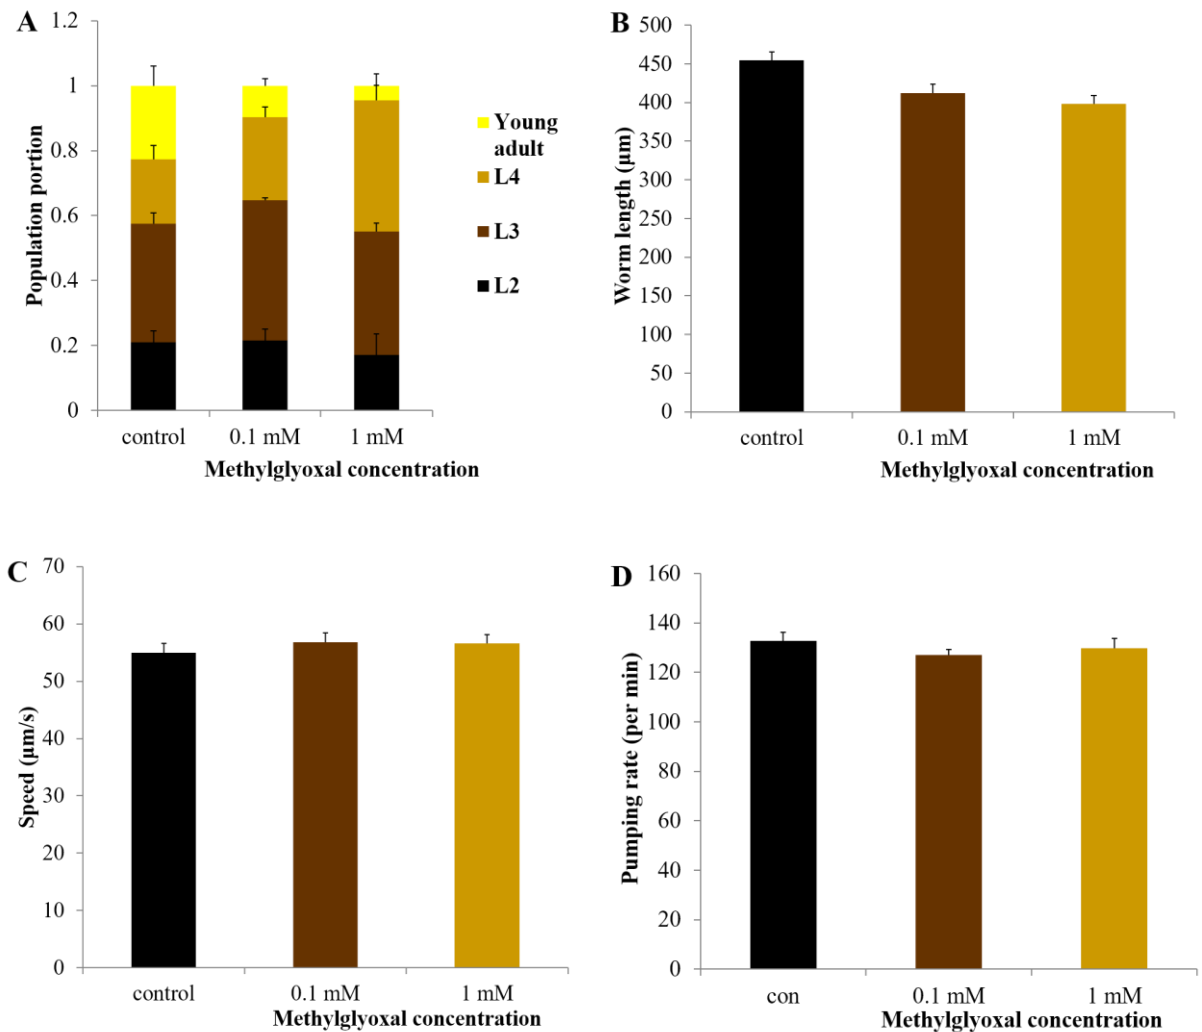 A
1.2
1
0.8
0.6
0.4
0.2
0
Population portion
control
0.1 mM
1 mM
Methylglyoxal concentration
Young
adult
L4
L3
L2
B
500
450
400
350
300
250
200
150
100
50
0
Worm length (µm)
control
0.1 mM
1 mM
Methylglyoxal concentration
C
70
60
50
40
30
20
10
0
Speed (µm/s)
control
0.1 mM
1 mM
Methylglyoxal concentration
D
160
140
120
100
80
60
40
20
0
Pumping rate (per min)
con
0.1 mM
1 mM
Methylglyoxal concentration